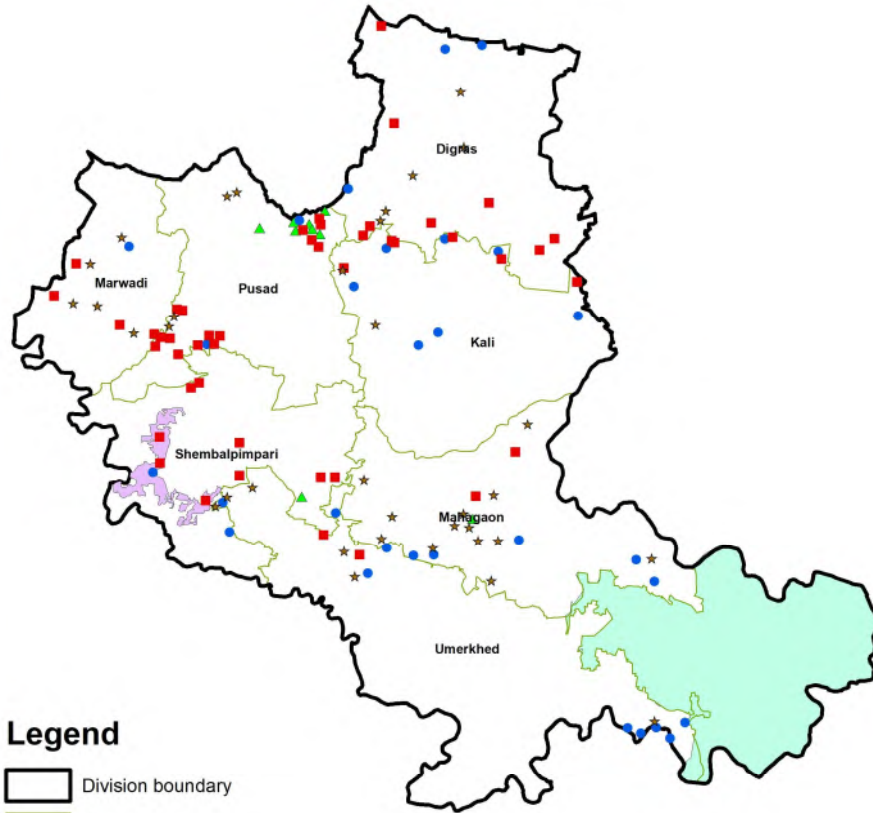 Digras
Marwadi
Pusad
Kali
Shembalpimpari
Mahagaon
Umerkhed
Legend
Division boundary